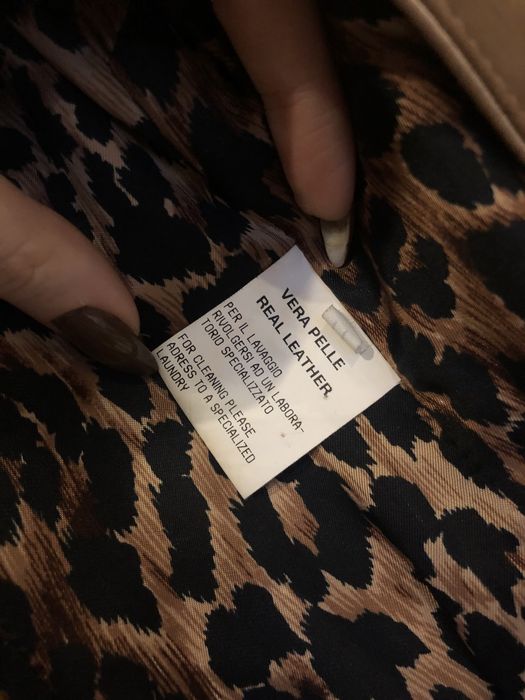 VERA PELLE
REAL LEATHER
PER IL LAVAGGIO
RIVOLGERSI AD UN LABORA-
TORIO SPECIALIZZATO
FOR CLEANING PLEASE
ADRESS TO A SPECIALIZED
LAUNDRY